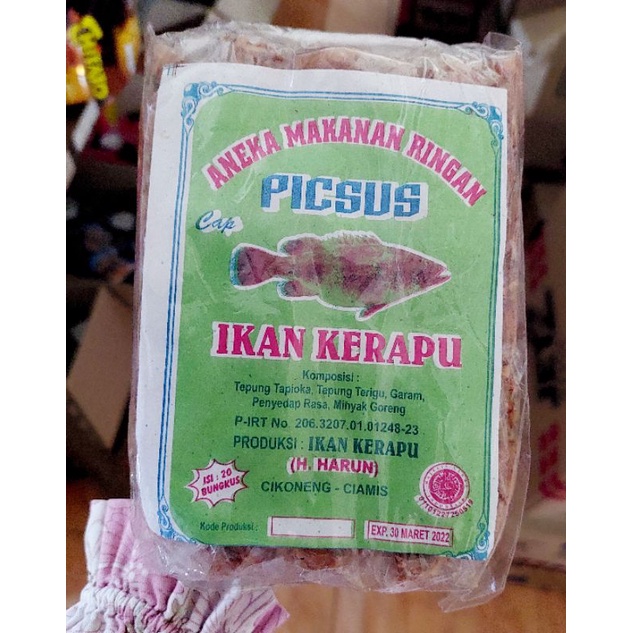 ANEKA MAKANAN RINGAN
PICSUS
Cap
IKAN KERAPU
Komposisi :
Tepung Tapioka, Tepung Terigu, Garam,
Penyedap Rasa, Minyak Goreng
P-IRT No. 206.3207.01.01248-23
PRODUKSI : IKAN KERAPU
(H. HARUN)
CIKONENG - CIAMIS
ISI : 20
BUNGKUS
Kode Produksi :
EXP. 30 MARET 2022